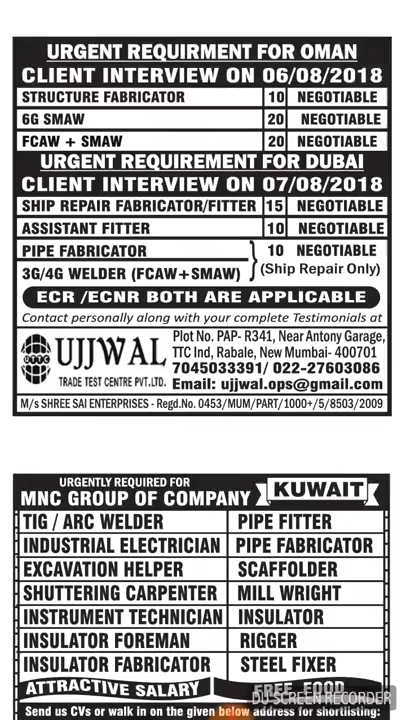 URGENT REQUIRMENT FOR OMAN
CLIENT INTERVIEW ON 06/08/2018
STRUCTURE FABRICATOR 10 NEGOTIABLE
6G SMAW 20 NEGOTIABLE
FCAW + SMAW 20 NEGOTIABLE
URGENT REQUIREMENT FOR DUBAI
CLIENT INTERVIEW ON 07/08/2018
SHIP REPAIR FABRICATOR/FITTER 15 NEGOTIABLE
ASSISTANT FITTER 10 NEGOTIABLE
PIPE FABRICATOR 10 NEGOTIABLE
3G/4G WELDER (FCAW+SMAW) (Ship Repair Only)
ECR /ECNR BOTH ARE APPLICABLE
Contact personally along with your complete Testimonials at
UTTC UJJWAL
TRADE TEST CENTRE PVT.LTD.
Plot No. PAP- R341, Near Antony Garage,
TTC Ind, Rabale, New Mumbai- 400701
7045033391/ 022-27603086
Email: ujjwal.ops@gmail.com
M/s SHREE SAI ENTERPRISES - Regd.No. 0453/MUM/PART/1000+/5/8503/2009
URGENTLY REQUIRED FOR
MNC GROUP OF COMPANY KUWAIT
TIG / ARC WELDER PIPE FITTER
INDUSTRIAL ELECTRICIAN PIPE FABRICATOR
EXCAVATION HELPER SCAFFOLDER
SHUTTERING CARPENTER MILL WRIGHT
INSTRUMENT TECHNICIAN INSULATOR
INSULATOR FOREMAN RIGGER
INSULATOR FABRICATOR STEEL FIXER
ATTRACTIVE SALARY FREE FOOD
DU SCREEN RECORDER
Send us CVs or walk in on the given below address for shortlisting: